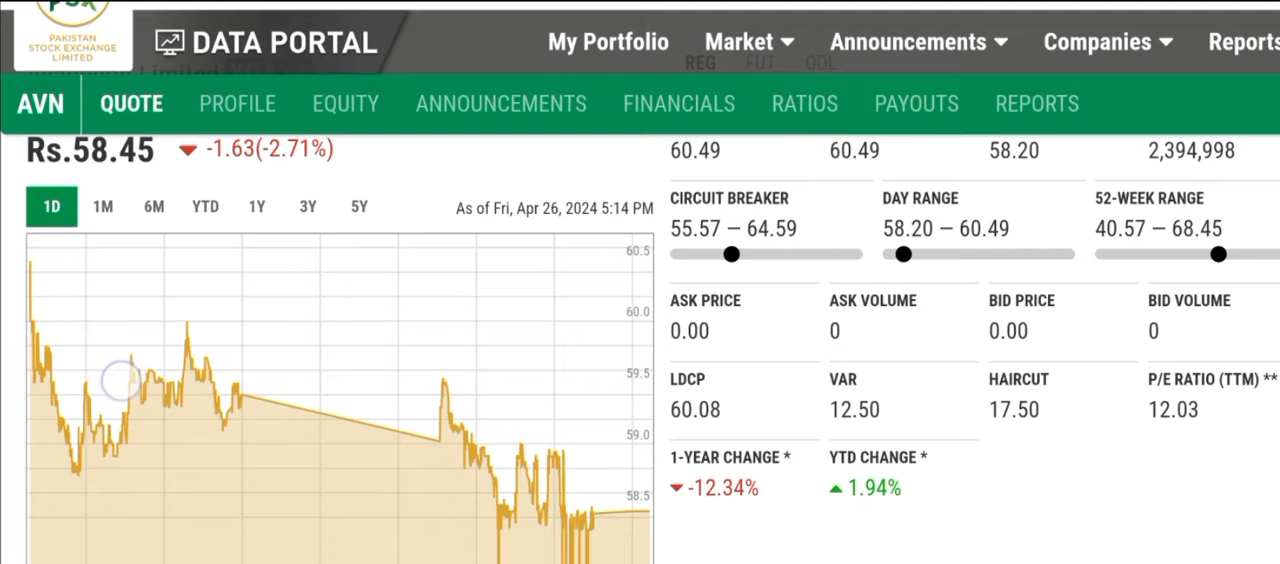 PAKISTAN
STOCK EXCHANGE
LIMITED
DATA PORTAL
My Portfolio
Market
Announcements
Companies
Reports
Limited
REG FUT ODL
AVN
QUOTE
PROFILE
EQUITY
ANNOUNCEMENTS
FINANCIALS
RATIOS
PAYOUTS
REPORTS
Rs.58.45
-1.63(-2.71%)
60.49
60.49
58.20
2,394,998
1D
1M
6M
YTD
1Y
3Y
5Y
As of Fri, Apr 26, 2024 5:14 PM
60.5
60.0
59.5
59.0
58.5
CIRCUIT BREAKER
55.57 — 64.59
DAY RANGE
58.20 — 60.49
52-WEEK RANGE
40.57 — 68.45
ASK PRICE
0.00
ASK VOLUME
0
BID PRICE
0.00
BID VOLUME
0
LDCP
60.08
VAR
12.50
HAIRCUT
17.50
P/E RATIO (TTM) **
12.03
1-YEAR CHANGE *
-12.34%
YTD CHANGE *
1.94%